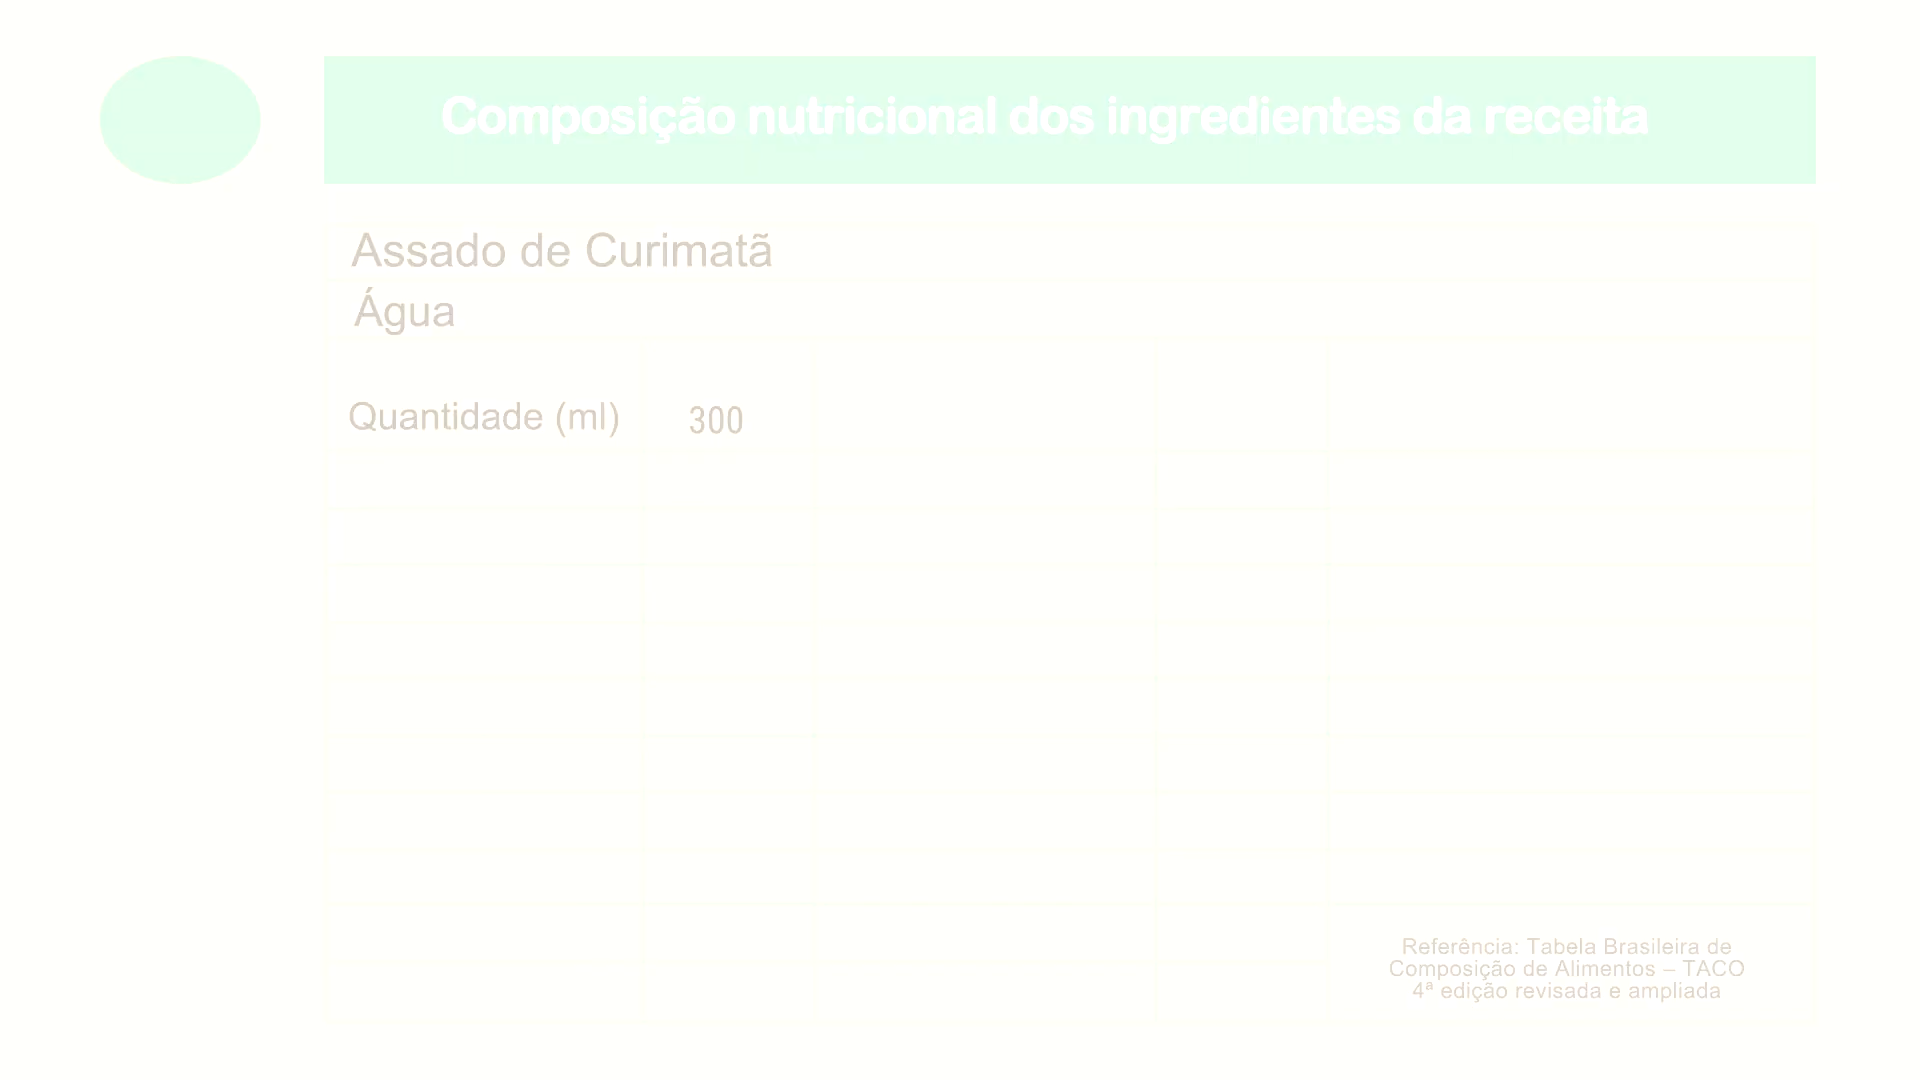 Composição nutricional dos ingredientes da receita
Assado de Curimatã
Água
Quantidade (ml) 300
Referência: Tabela Brasileira de
Composição de Alimentos – TACO
4ª edição revisada e ampliada